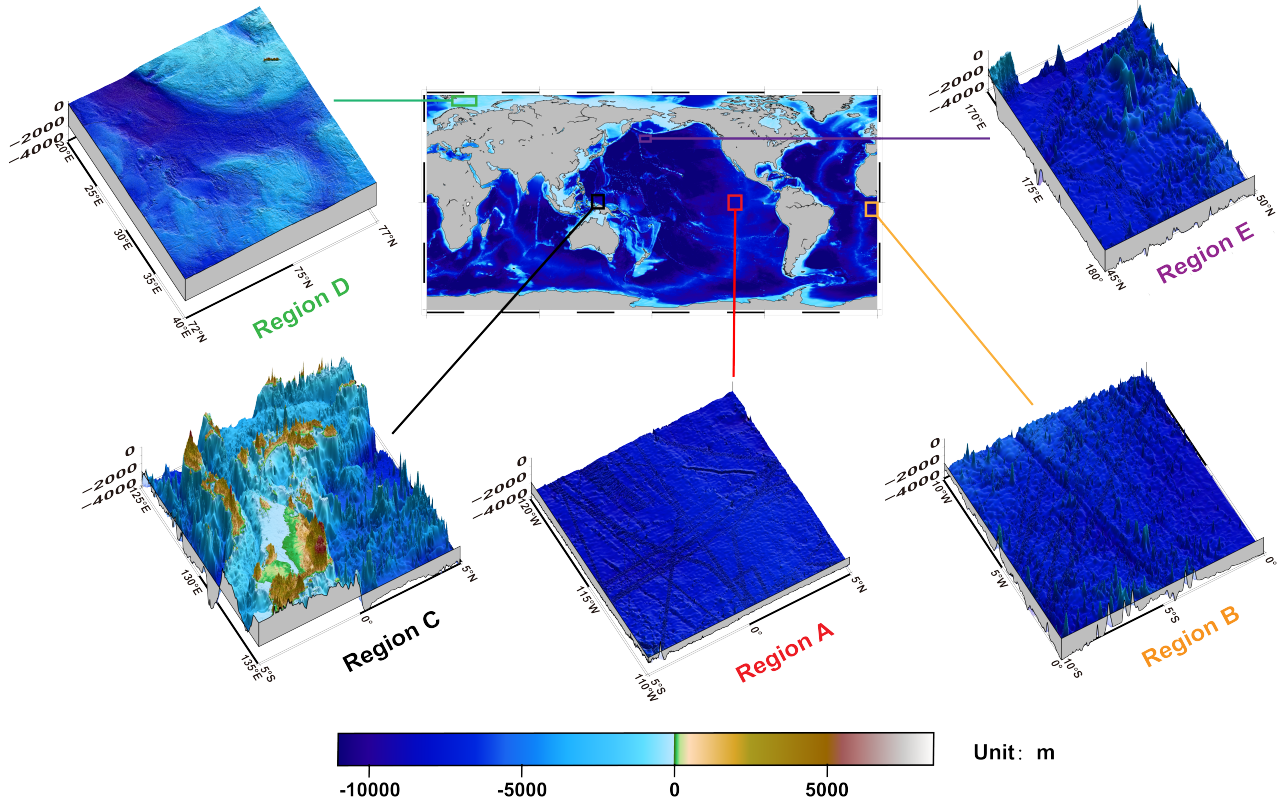 0
−2000
−4000
20°E
25°E
30°E
35°E
40°E
72°N
75°N
77°N
Region D
0
−2000
−4000
170°E
175°E
180°
45°N
50°N
Region E
0
−2000
−4000
125°E
130°E
135°E
5°S
0°
5°N
Region C
0
−2000
−4000
120°W
115°W
110°W
5°S
0°
5°N
Region A
0
−2000
−4000
10°W
5°W
0°
10°S
5°S
0°
Region B
-10000 -5000 0 5000
Unit: m